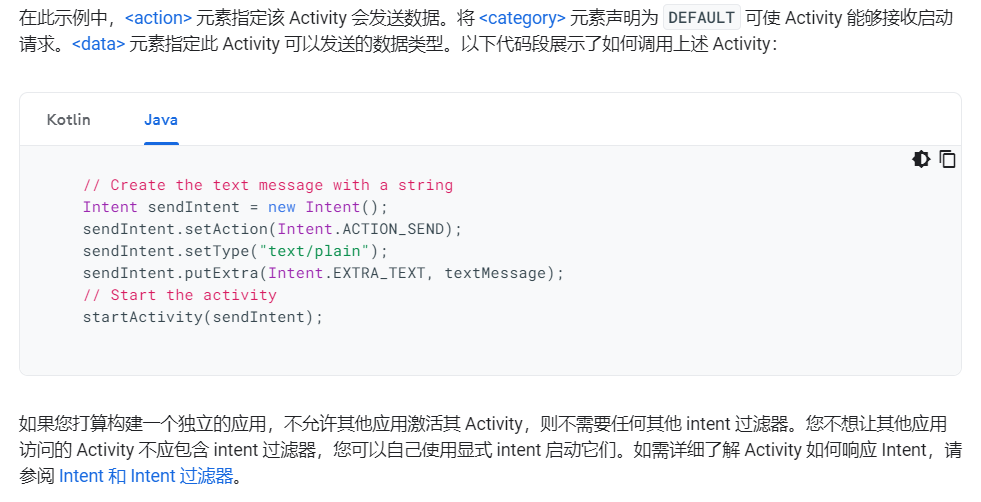 在此示例中，<action> 元素指定该 Activity 会发送数据。将 <category> 元素声明为 DEFAULT 可使 Activity 能够接收启动
请求。<data> 元素指定此 Activity 可以发送的数据类型。以下代码段展示了如何调用上述 Activity：
Kotlin Java
// Create the text message with a string
Intent sendIntent = new Intent();
sendIntent.setAction(Intent.ACTION_SEND);
sendIntent.setType("text/plain");
sendIntent.putExtra(Intent.EXTRA_TEXT, textMessage);
// Start the activity
startActivity(sendIntent);
如果您打算构建一个独立的应用，不允许其他应用激活其 Activity，则不需要任何其他 intent 过滤器。您不想让其他应用
访问的 Activity 不应包含 intent 过滤器，您可以自己使用显式 intent 启动它们。如需详细了解 Activity 如何响应 Intent，请
参阅 Intent 和 Intent 过滤器。